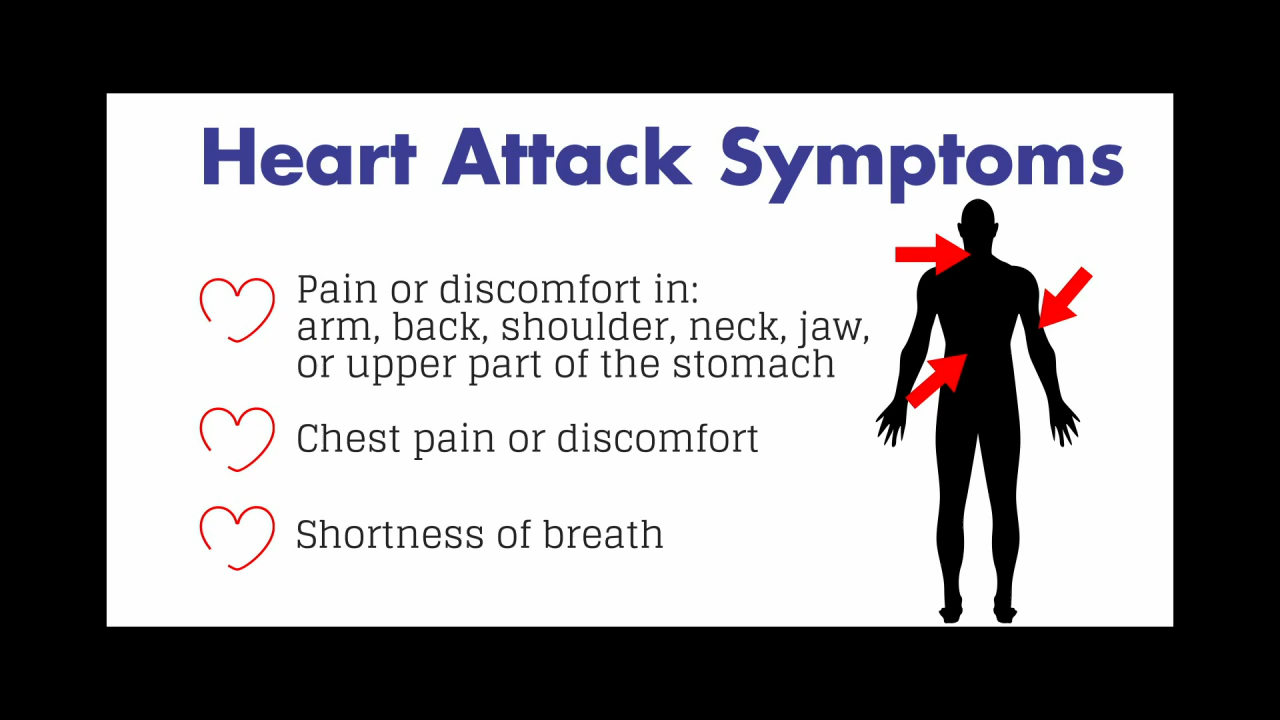 Heart Attack Symptoms
Pain or discomfort in:
arm, back, shoulder, neck, jaw,
or upper part of the stomach
Chest pain or discomfort
Shortness of breath